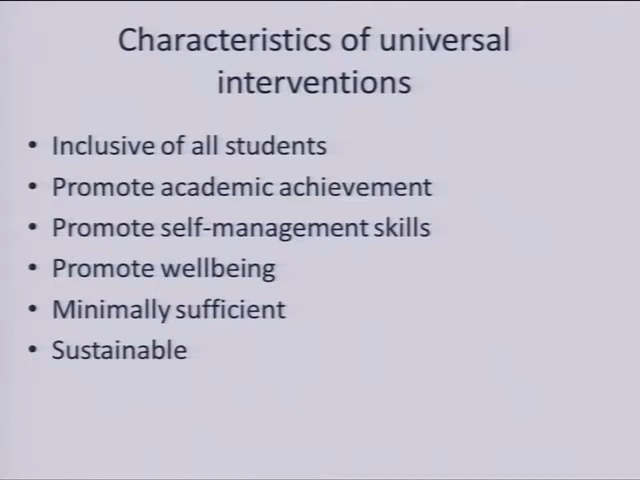 Characteristics of universal
interventions
• Inclusive of all students
• Promote academic achievement
• Promote self-management skills
• Promote wellbeing
• Minimally sufficient
• Sustainable